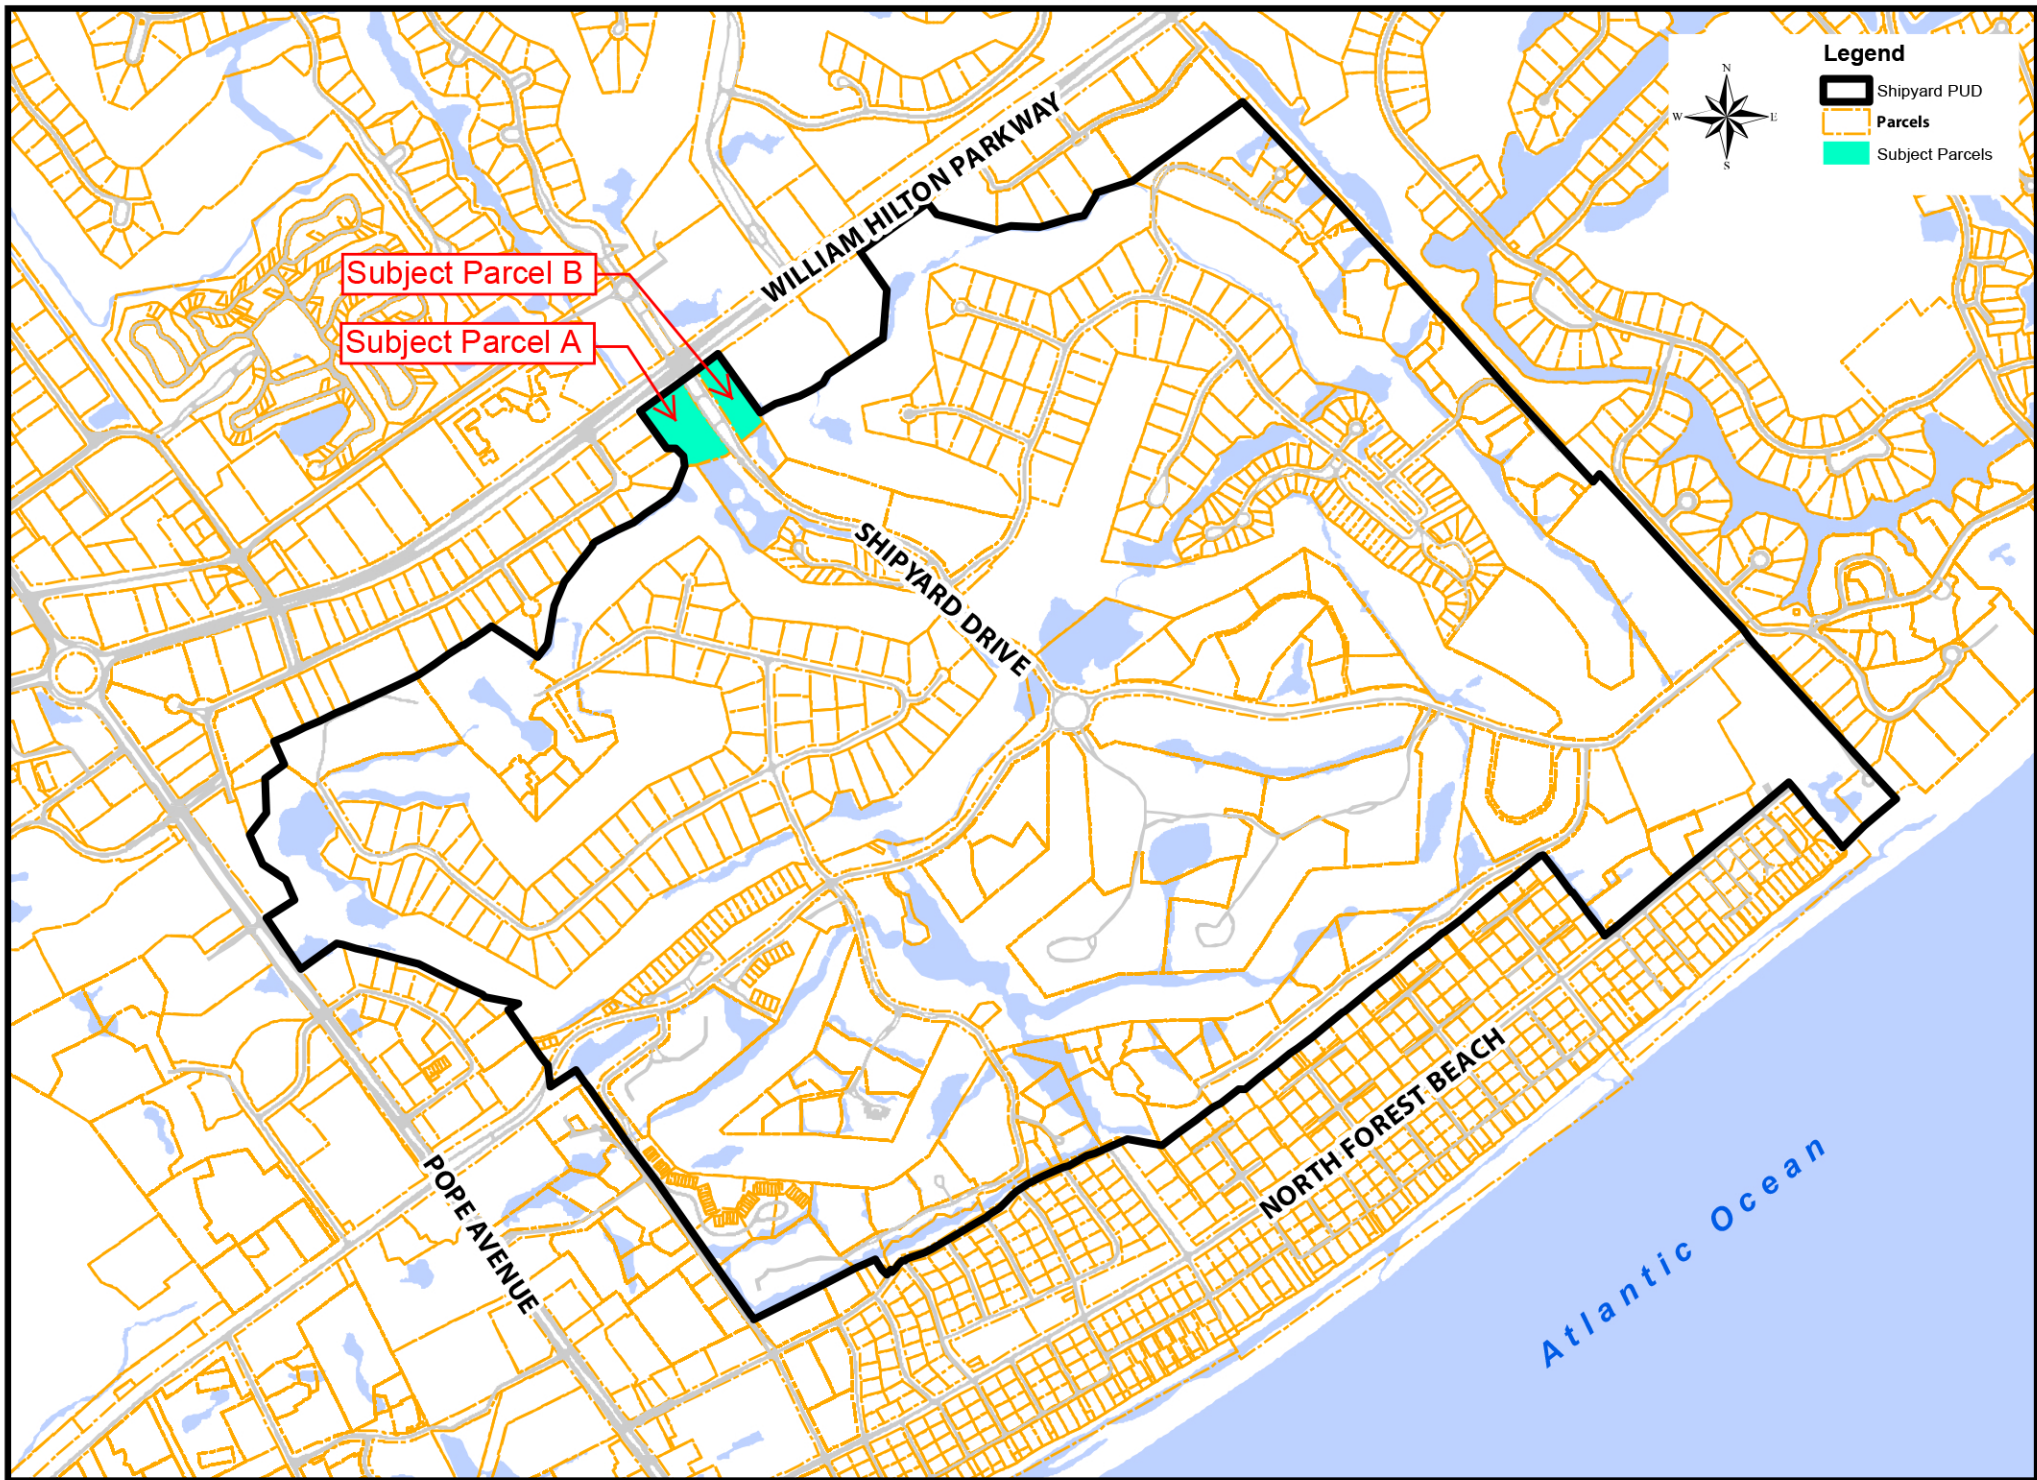 Legend
N
Shipyard PUD
W
E
Parcels
Subject Parcels
S
WILLIAM HILTON PARKWAY
Subject Parcel B
Subject Parcel A
SHIPYARD DRIVE
NORTH FOREST BEACH
POPE AVENUE
Atlantic Ocean